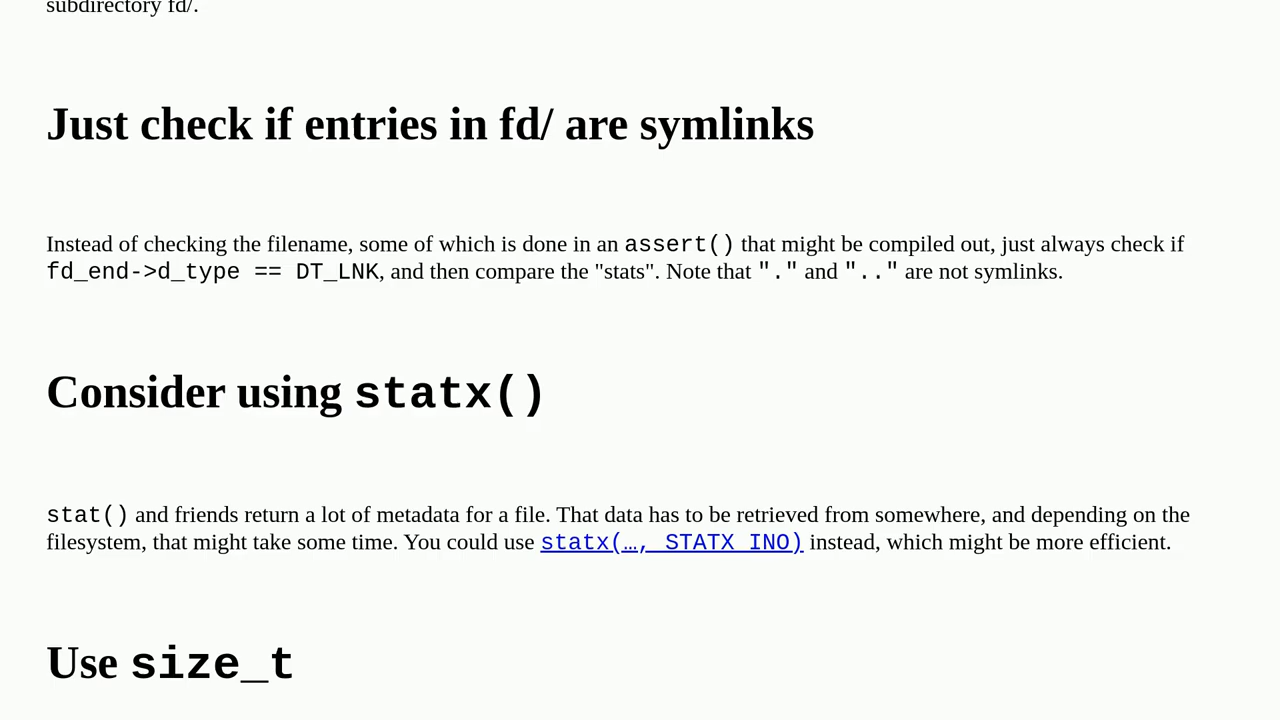 subdirectory fd/.
Just check if entries in fd/ are symlinks
Instead of checking the filename, some of which is done in an assert() that might be compiled out, just always check if
fd_end->d_type == DT_LNK, and then compare the "stats". Note that "." and ".." are not symlinks.
Consider using statx()
stat() and friends return a lot of metadata for a file. That data has to be retrieved from somewhere, and depending on the
filesystem, that might take some time. You could use statx(…, STATX_INO) instead, which might be more efficient.
Use size_t